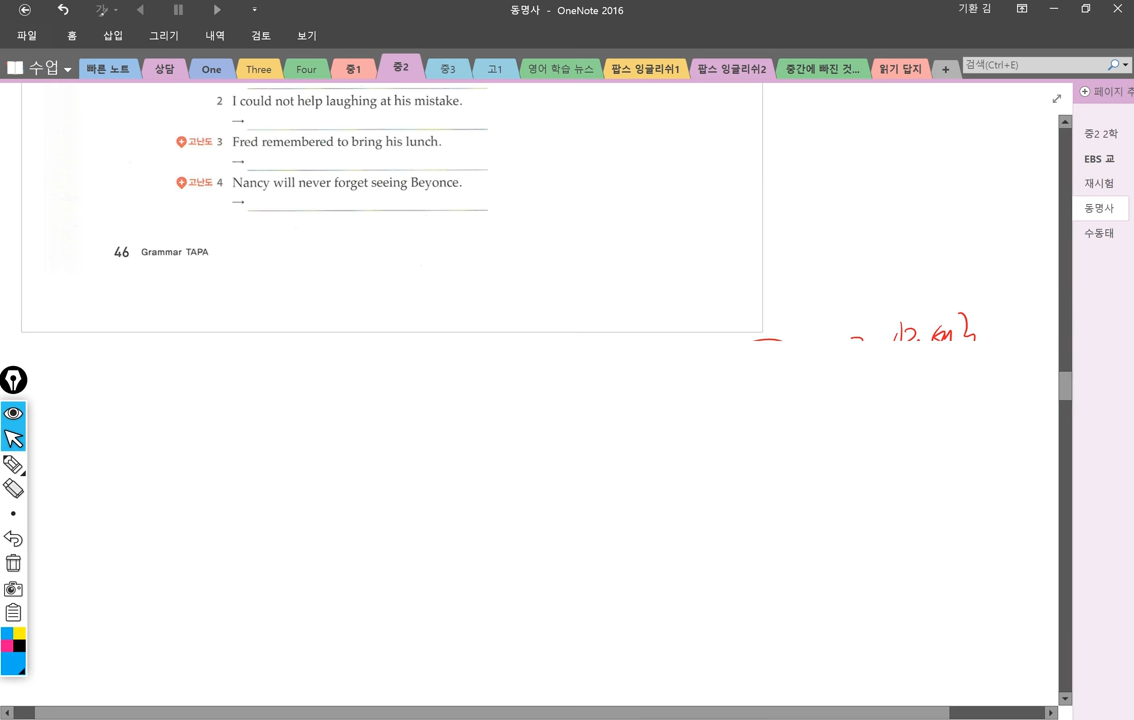 동명사 - OneNote 2016
기환 김
파일 홈 삽입 그리기 내역 검토 보기
수업 빠른 노트 상담 One Three Four 중1 중2 중3 고1 영어 학습 뉴스 팝스 잉글리쉬1 팝스 잉글리쉬2 중간에 빠진 것... 읽기 답지 + 검색(Ctrl+E)
페이지 추
2 I could not help laughing at his mistake.
→
고난도 3 Fred remembered to bring his lunch.
→
고난도 4 Nancy will never forget seeing Beyonce.
→
46 Grammar TAPA
중2 2학
EBS 교
재시험
동명사
수동태